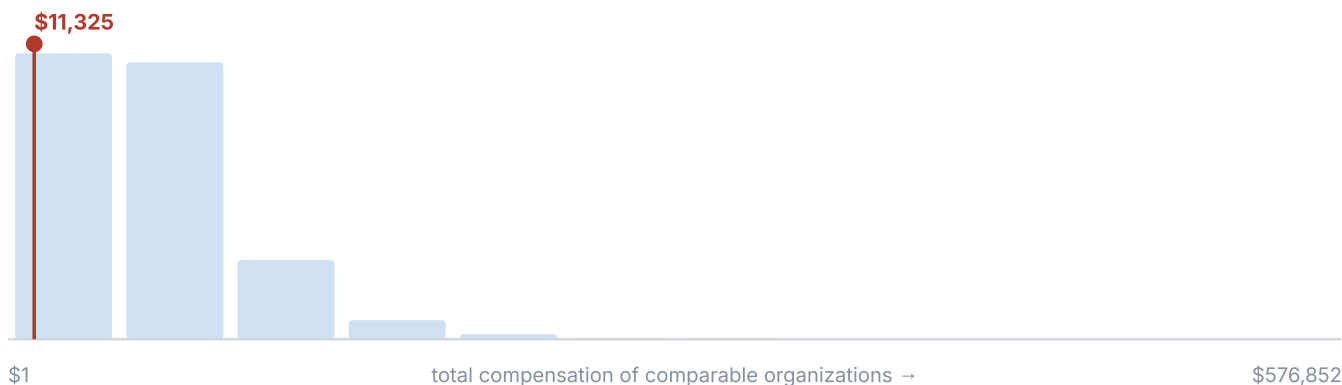 $11,325
$1 total compensation of comparable organizations → $576,852